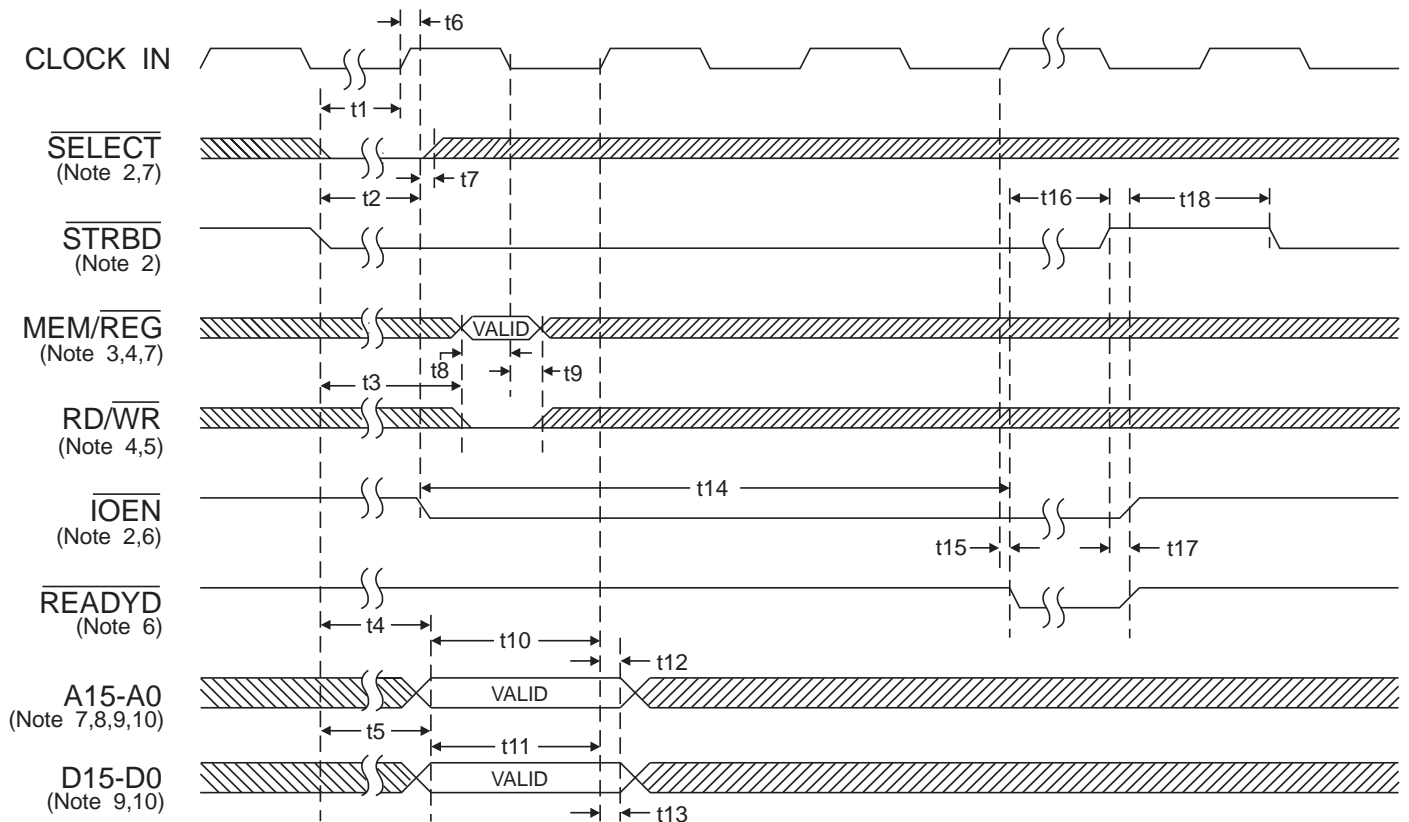 t6
CLOCK IN
t1
SELECT
(Note 2,7)
t7
t2
t16
t18
STRBD
(Note 2)
MEM/REG
VALID
(Note 3,4,7)
t8
t9
t3
RD/WR
(Note 4,5)
t14
IOEN
(Note 2,6)
t15
t17
READYD
(Note 6)
t4
t10
t12
A15-A0
VALID
(Note 7,8,9,10)
t5
t11
D15-D0
VALID
(Note 9,10)
t13